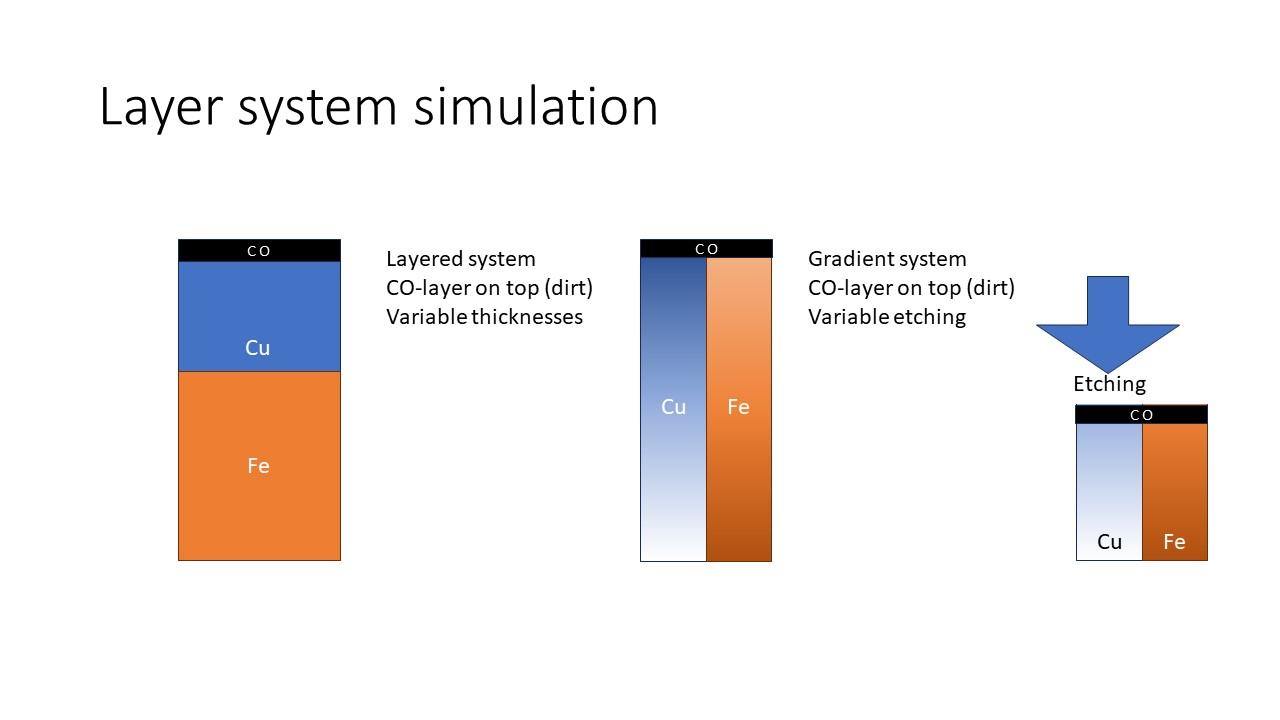 Layer system simulation
CO
Cu
Fe
Layered system
CO-layer on top (dirt)
Variable thicknesses
CO
Cu
Fe
Gradient system
CO-layer on top (dirt)
Variable etching
Etching
CO
Cu
Fe